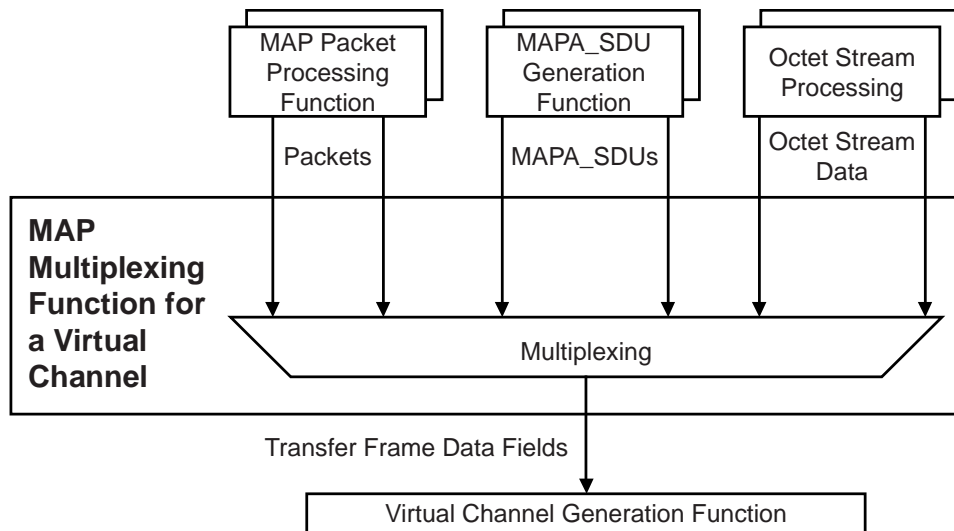 MAP Packet
Processing
Function
MAPA_SDU
Generation
Function
Octet Stream
Processing
Packets
MAPA_SDUs
Octet Stream
Data
MAP
Multiplexing
Function for
a Virtual
Channel
Multiplexing
Transfer Frame Data Fields
Virtual Channel Generation Function